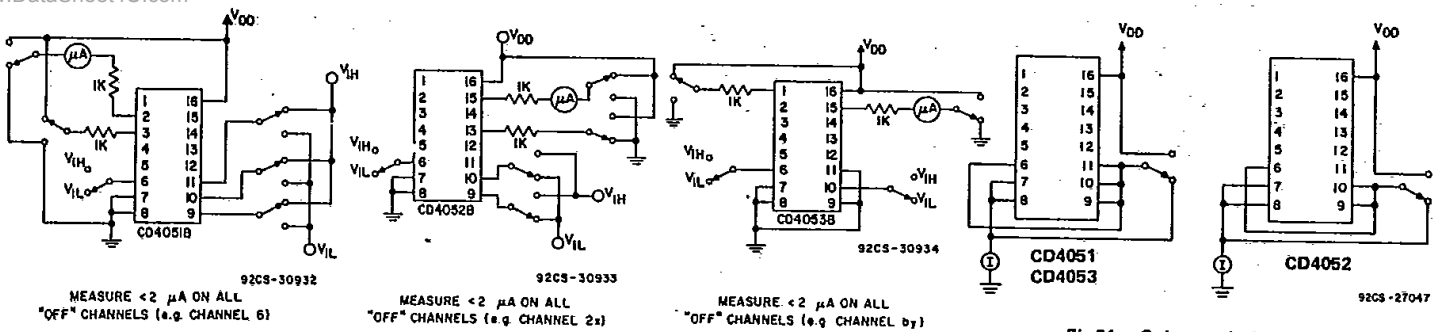 VDD
μA
1K
1K
1
2
3
4
5
6
7
8
16
15
14
13
12
11
10
9
VIH
VIL
VIH
VIL
CD4051B
92CS-30932
MEASURE <2 μA ON ALL
"OFF" CHANNELS (e.g. CHANNEL 6)
VDD
1
2
3
4
5
6
7
8
16
15
14
13
12
11
10
9
1K
μA
1K
VIH
VIL
VIH
VIL
CD4052B
92CS-30933
MEASURE <2 μA ON ALL
"OFF" CHANNELS (e.g. CHANNEL 2x)
VDD
1K
1
2
3
4
5
6
7
8
16
15
14
13
12
11
10
9
1K
μA
VIH
VIL
VIH
VIL
CD4053B
92CS-30934
MEASURE <2 μA ON ALL
"OFF" CHANNELS (e.g CHANNEL by)
VDD
1
2
3
4
5
6
7
8
16
15
14
13
12
11
10
9
I
CD4051
CD4053
VDD
1
2
3
4
5
6
7
8
16
15
14
13
12
11
10
9
I
CD4052
92CS-27047